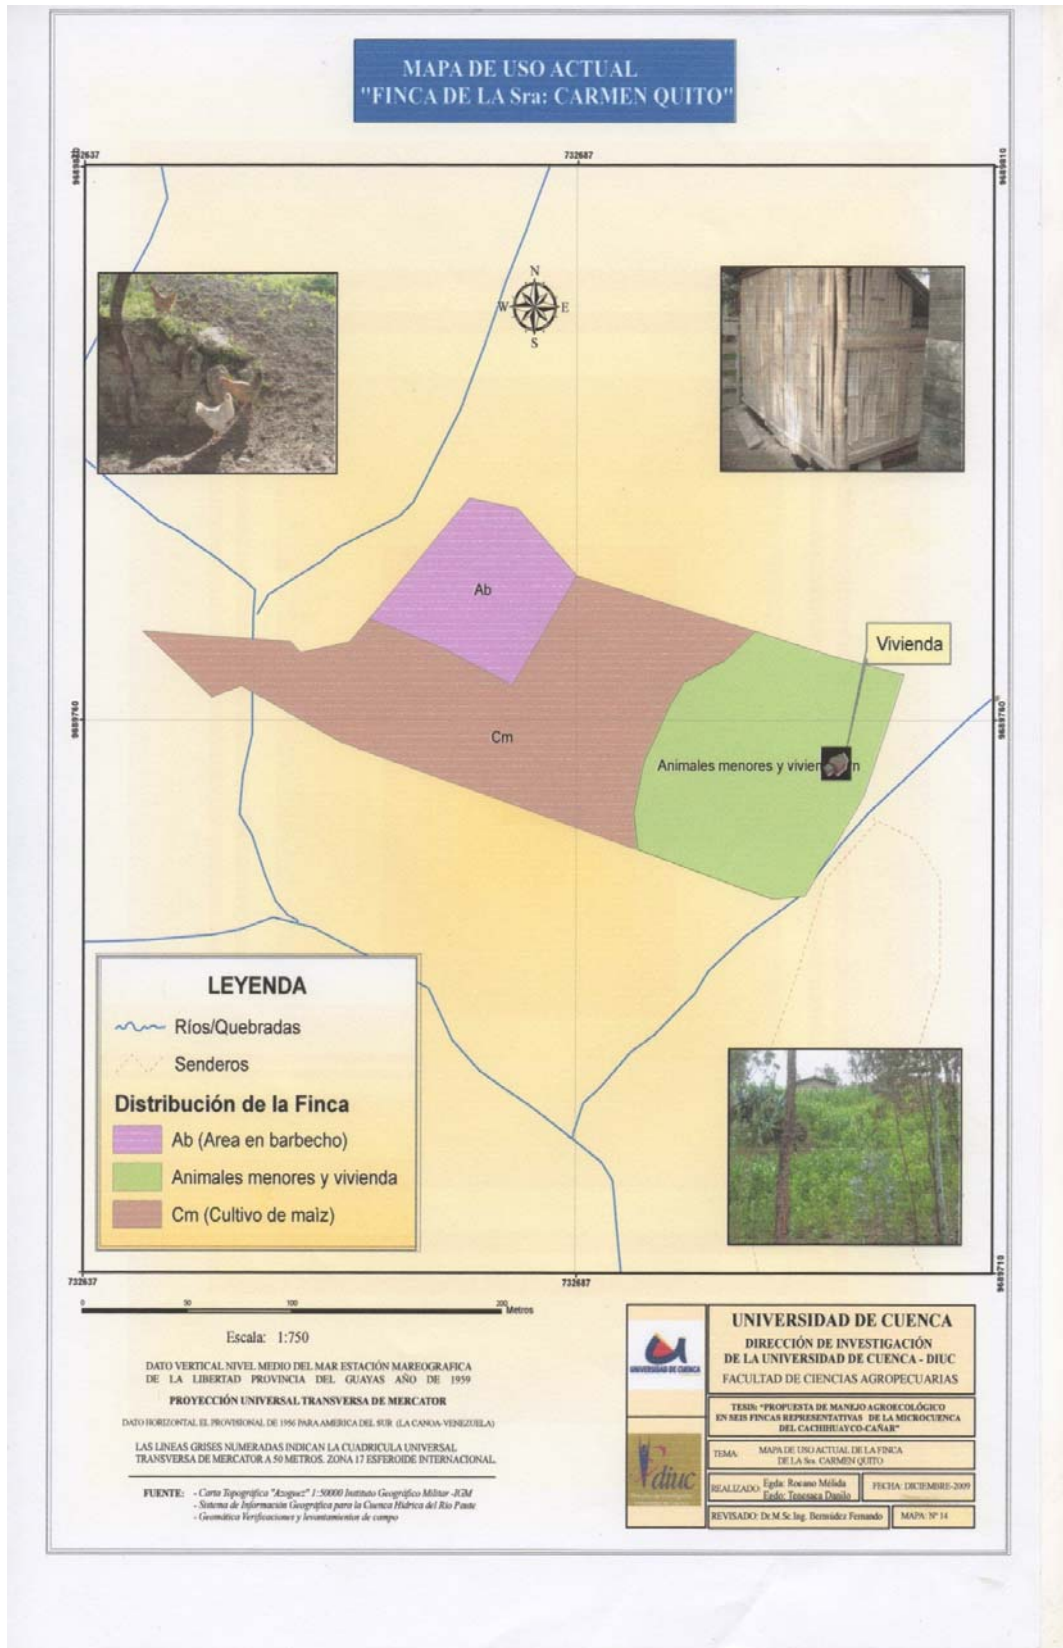 MAPA DE USO ACTUAL
"FINCA DE LA Sra: CARMEN QUITO"
732687
9689810
N
W
E
S
Ab
Vivienda
9689760
9689760
Cm
Animales menores y vivien
LEYENDA
Ríos/Quebradas
Senderos
Distribución de la Finca
Ab (Area en barbecho)
Animales menores y vivienda
Cm (Cultivo de maìz)
9689710
732637
732687
0 50 100 200 Metros
Escala: 1:750
DATO VERTICAL NIVEL MEDIO DEL MAR ESTACIÓN MAREOGRAFICA
DE LA LIBERTAD PROVINCIA DEL GUAYAS AÑO DE 1959
PROYECCIÓN UNIVERSAL TRANSVERSA DE MERCATOR
DATO HORIZONTAL EL PROVISIONAL DE 1956 PARA AMERICA DEL SUR (LA CANOA-VENEZUELA)
LAS LINEAS GRISES NUMERADAS INDICAN LA CUADRICULA UNIVERSAL
TRANSVERSA DE MERCATOR A 50 METROS. ZONA 17 ESFEROIDE INTERNACIONAL.
FUENTE: - Carta Topográfica "Azoguez" 1:50000 Instituto Geográfico Militar -IGM
- Sistema de Información Geográfica para la Cuenca Hídrica del Río Paute
- Geomática Verificaciones y levantamientos de campo
UNIVERSIDAD DE CUENCA
diuc
UNIVERSIDAD DE CUENCA
DIRECCIÓN DE INVESTIGACIÓN
DE LA UNIVERSIDAD DE CUENCA - DIUC
FACULTAD DE CIENCIAS AGROPECUARIAS
TESIS: "PROPUESTA DE MANEJO AGROECOLÓGICO
EN SEIS FINCAS REPRESENTATIVAS DE LA MICROCUENCA
DEL CACHIHUAYCO-CAÑAR"
TEMA: MAPA DE USO ACTUAL DE LA FINCA
DE LA Sra. CARMEN QUITO
REALIZADO: Egda: Rocano Mélida
Egdo: Tenesaca Danilo
FECHA: DICIEMBRE-2009
REVISADO: Dr.M.Sc.Ing. Bermúdez Fernando
MAPA: Nº 14